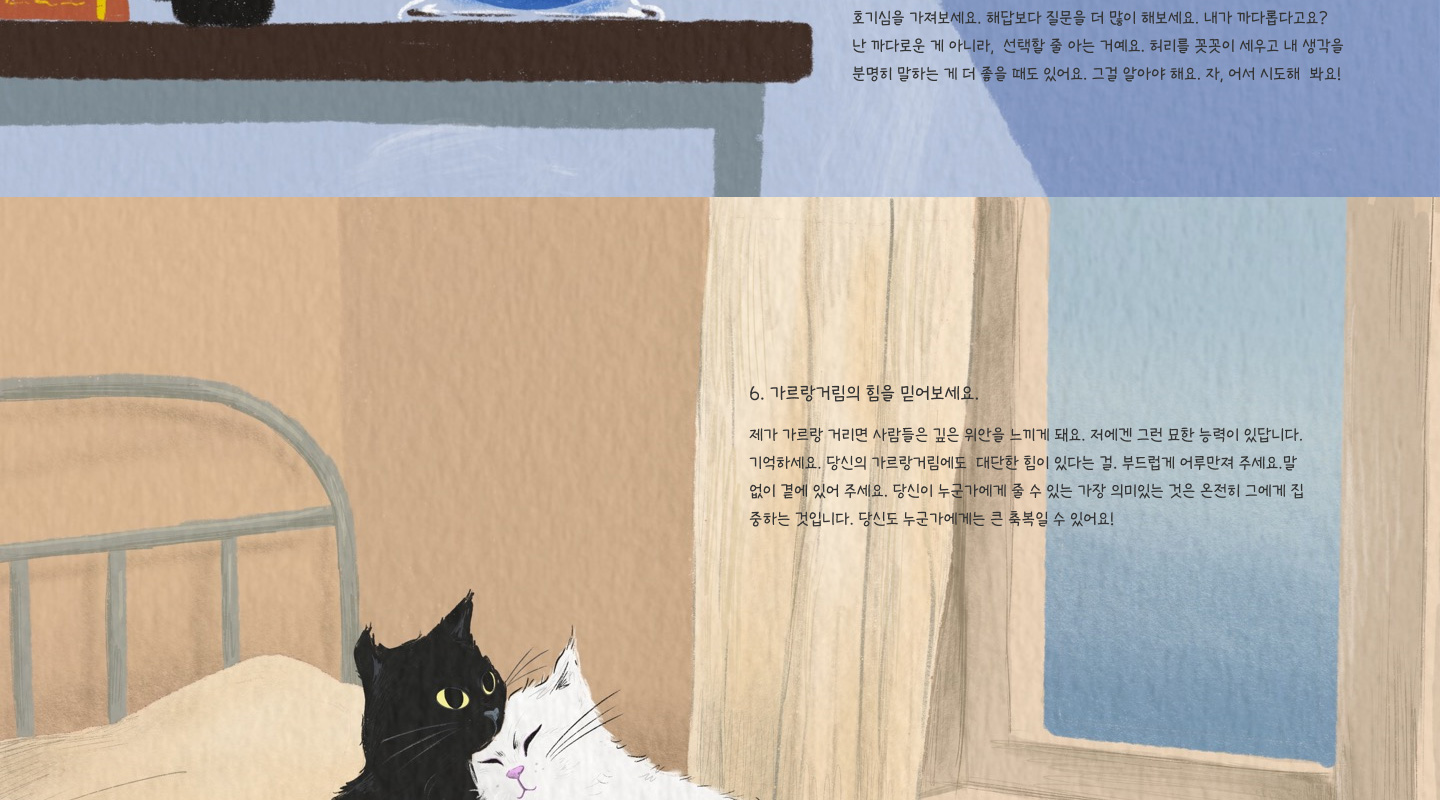 호기심을 가져보세요. 해답보다 질문을 더 많이 해보세요. 내가 까다롭다고요?
난 까다로운 게 아니라, 선택할 줄 아는 거예요. 허리를 꼿꼿이 세우고 내 생각을
분명히 말하는 게 더 좋을 때도 있어요. 그걸 알아야 해요. 자, 어서 시도해 봐요!
6. 가르랑거림의 힘을 믿어보세요.
제가 가르랑 거리면 사람들은 깊은 위안을 느끼게 돼요. 저에겐 그런 묘한 능력이 있답니다.
기억하세요. 당신의 가르랑거림에도 대단한 힘이 있다는 걸. 부드럽게 어루만져 주세요.말
없이 곁에 있어 주세요. 당신이 누군가에게 줄 수 있는 가장 의미있는 것은 온전히 그에게 집
중하는 것입니다. 당신도 누군가에게는 큰 축복일 수 있어요!